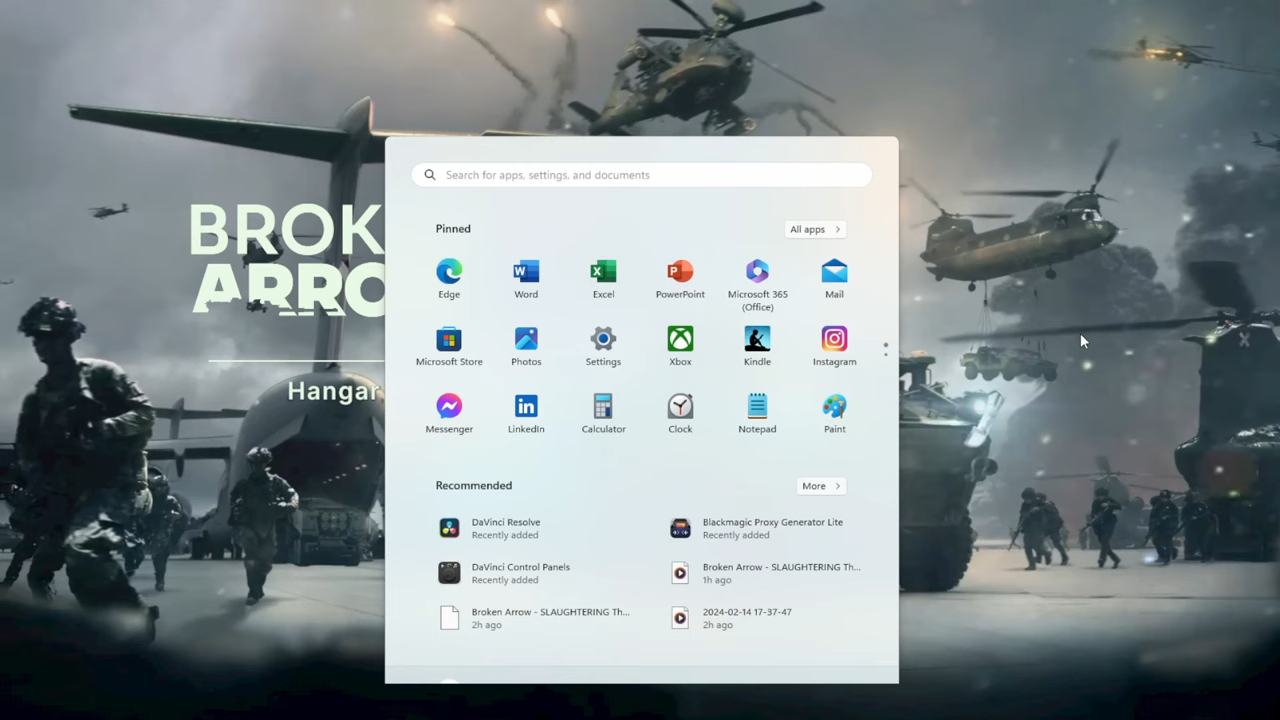 Search for apps, settings, and documents
BROK
ARRO
Hangar
Pinned
All apps
Edge
Word
Excel
PowerPoint
Microsoft 365
(Office)
Mail
Microsoft Store
Photos
Settings
Xbox
Kindle
Instagram
Messenger
LinkedIn
Calculator
Clock
Notepad
Paint
Recommended
More
DaVinci Resolve
Recently added
Blackmagic Proxy Generator Lite
Recently added
DaVinci Control Panels
Recently added
Broken Arrow - SLAUGHTERING Th...
1h ago
Broken Arrow - SLAUGHTERING Th...
2h ago
2024-02-14 17-37-47
2h ago